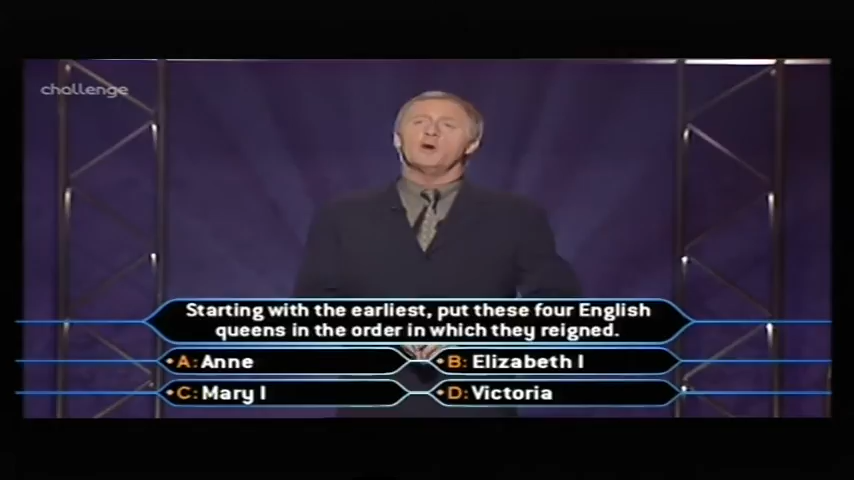 challenge
Starting with the earliest, put these four English
queens in the order in which they reigned.
A: Anne
B: Elizabeth I
C: Mary I
D: Victoria